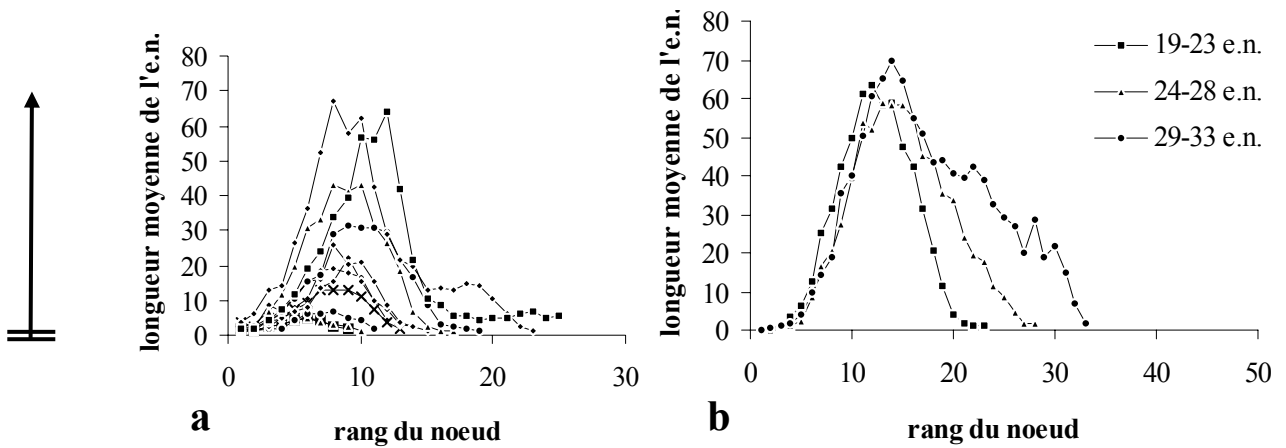 longueur moyenne de l'e.n.
80
70
60
50
40
30
20
10
0
0 10 20 30
a rang du noeud
longueur moyenne de l'e.n.
80
70
60
50
40
30
20
10
0
0 10 20 30 40 50
b rang du noeud
19-23 e.n.
24-28 e.n.
29-33 e.n.